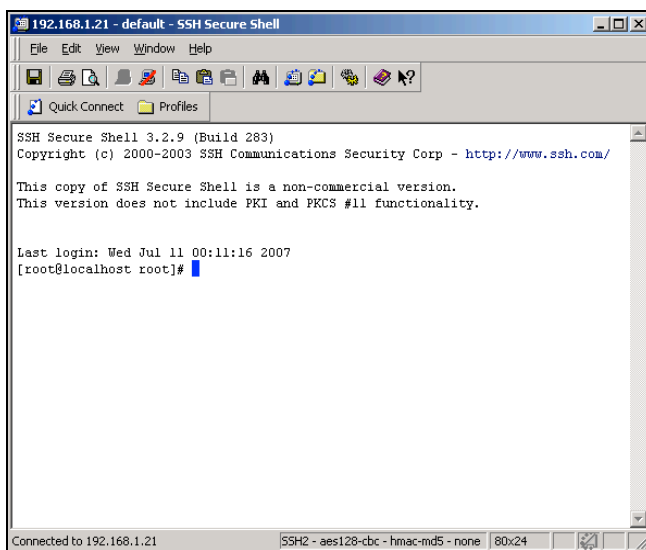 192.168.1.21 - default - SSH Secure Shell
File Edit View Window Help
Quick Connect Profiles
SSH Secure Shell 3.2.9 (Build 283)
Copyright (c) 2000-2003 SSH Communications Security Corp - http://www.ssh.com/
This copy of SSH Secure Shell is a non-commercial version.
This version does not include PKI and PKCS #11 functionality.
Last login: Wed Jul 11 00:11:16 2007
[root@localhost root]#
Connected to 192.168.1.21 SSH2 - aes128-cbc - hmac-md5 - none 80x24